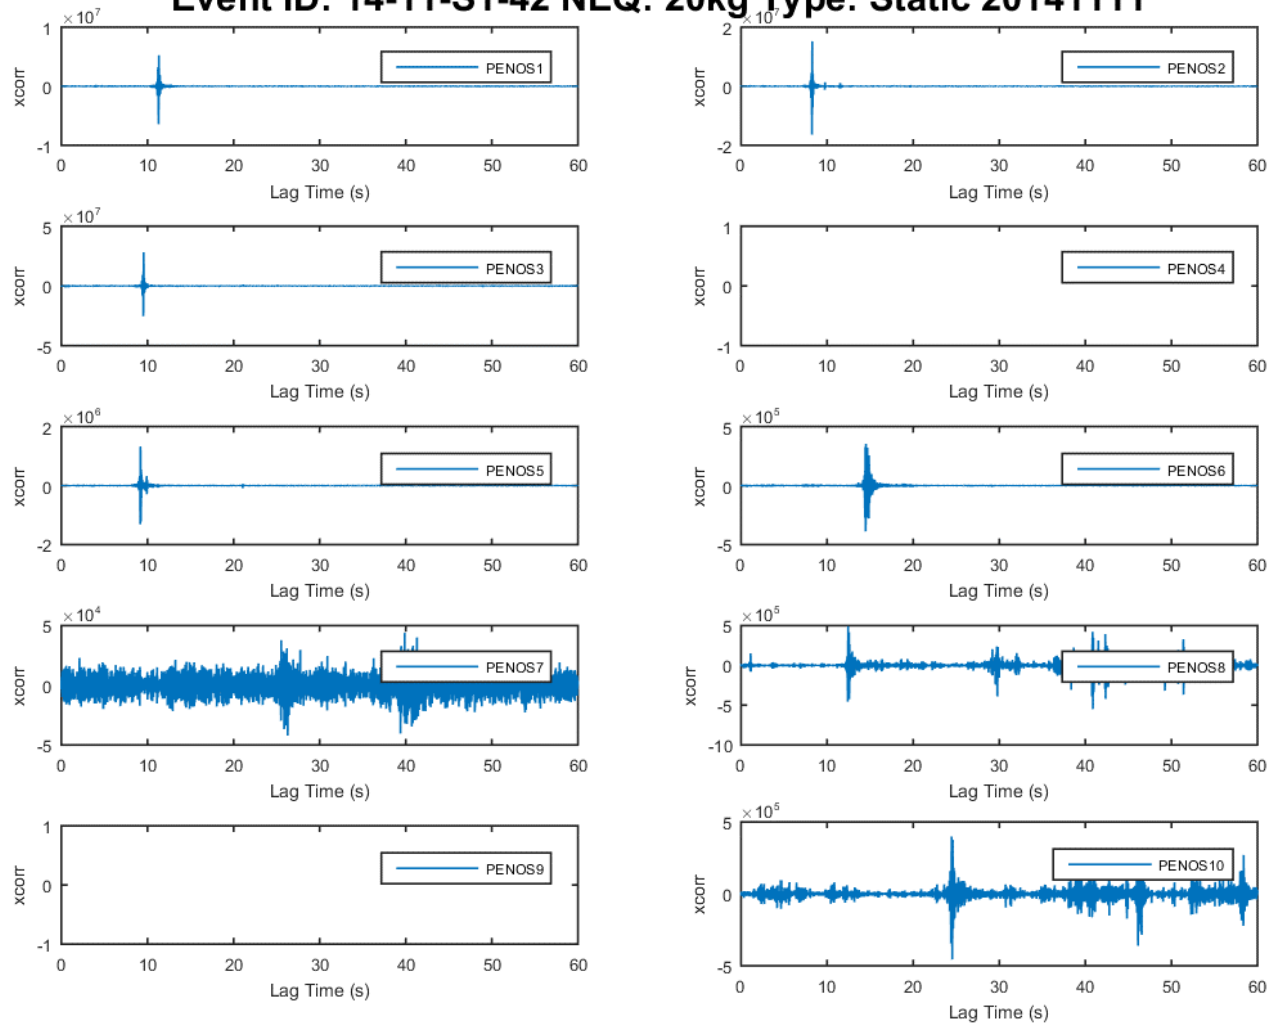 Event ID: 14-11-S1-42 NEQ: 20kg Type: Static 20141111
×10^7
1
0
-1
xcorr
PENOS1
0 10 20 30 40 50 60
Lag Time (s)
×10^7
2
0
-2
xcorr
PENOS2
0 10 20 30 40 50 60
Lag Time (s)
×10^7
5
0
-5
xcorr
PENOS3
0 10 20 30 40 50 60
Lag Time (s)
1
0
-1
xcorr
PENOS4
0 10 20 30 40 50 60
Lag Time (s)
×10^6
2
0
-2
xcorr
PENOS5
0 10 20 30 40 50 60
Lag Time (s)
×10^5
5
0
-5
xcorr
PENOS6
0 10 20 30 40 50 60
Lag Time (s)
×10^4
5
0
-5
xcorr
PENOS7
0 10 20 30 40 50 60
Lag Time (s)
×10^5
5
0
-5
-10
xcorr
PENOS8
0 10 20 30 40 50 60
Lag Time (s)
1
0
-1
xcorr
PENOS9
0 10 20 30 40 50 60
Lag Time (s)
×10^5
5
0
-5
xcorr
PENOS10
0 10 20 30 40 50 60
Lag Time (s)